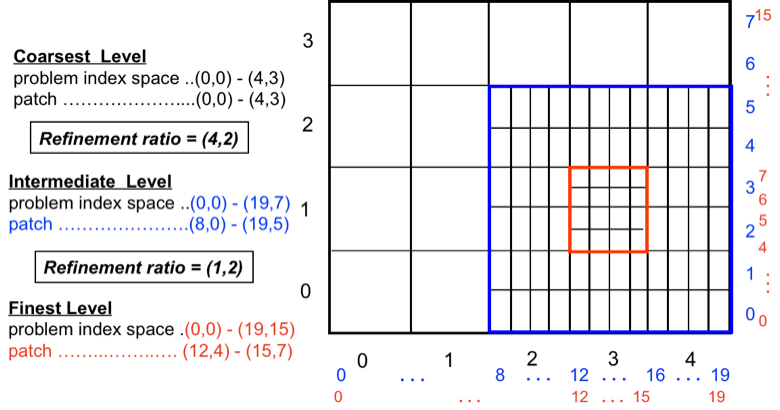 Coarsest Level
problem index space ..(0,0) - (4,3)
patch ........................(0,0) - (4,3)
Refinement ratio = (4,2)
Intermediate Level
problem index space ..(0,0) - (19,7)
patch ........................(8,0) - (19,5)
Refinement ratio = (1,2)
Finest Level
problem index space .(0,0) - (19,15)
patch ..................... (12,4) - (15,7)
3
2
1
0
7 15
6
⋮
5
4
3 7
6
2 5
4
1
⋮
0 0
0 1 2 3 4
0 ... 8 ... 12 ... 16 ... 19
0 ... 12 ... 15 19